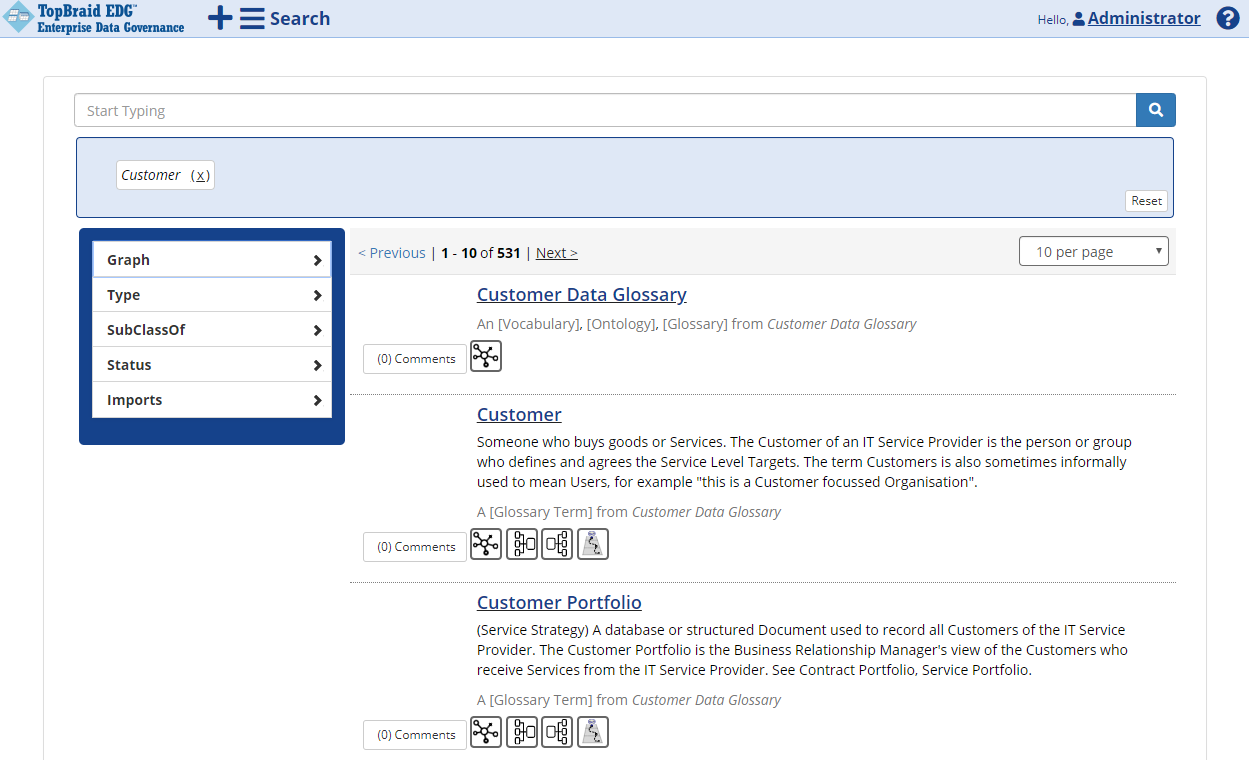 TopBraid EDG™
Enterprise Data Governance
Search
Hello, Administrator
?
Start Typing
Customer (x)
Reset
Graph
Type
SubClassOf
Status
Imports
< Previous | 1 - 10 of 531 | Next >
10 per page
Customer Data Glossary
An [Vocabulary], [Ontology], [Glossary] from Customer Data Glossary
(0) Comments
Customer
Someone who buys goods or Services. The Customer of an IT Service Provider is the person or group
who defines and agrees the Service Level Targets. The term Customers is also sometimes informally
used to mean Users, for example "this is a Customer focussed Organisation".
A [Glossary Term] from Customer Data Glossary
(0) Comments
Customer Portfolio
(Service Strategy) A database or structured Document used to record all Customers of the IT Service
Provider. The Customer Portfolio is the Business Relationship Manager's view of the Customers who
receive Services from the IT Service Provider. See Contract Portfolio, Service Portfolio.
A [Glossary Term] from Customer Data Glossary
(0) Comments